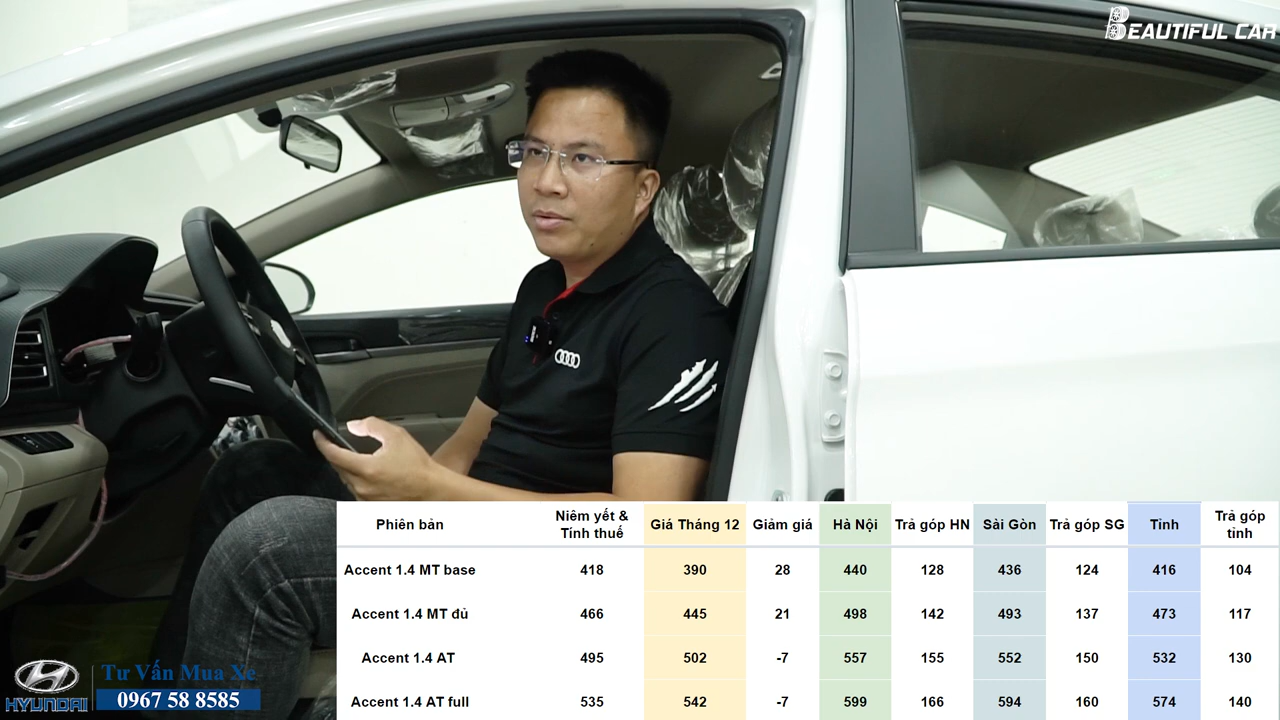 BEAUTIFUL CAR
Phiên bản Niêm yết & Tính thuế Giá Tháng 12 Giảm giá Hà Nội Trả góp HN Sài Gòn Trả góp SG Tỉnh Trả góp tỉnh
Accent 1.4 MT base 418 390 28 440 128 436 124 416 104
Accent 1.4 MT đủ 466 445 21 498 142 493 137 473 117
Accent 1.4 AT 495 502 -7 557 155 552 150 532 130
Accent 1.4 AT full 535 542 -7 599 166 594 160 574 140
Tư Vấn Mua Xe
HYUNDAI
0967 58 8585